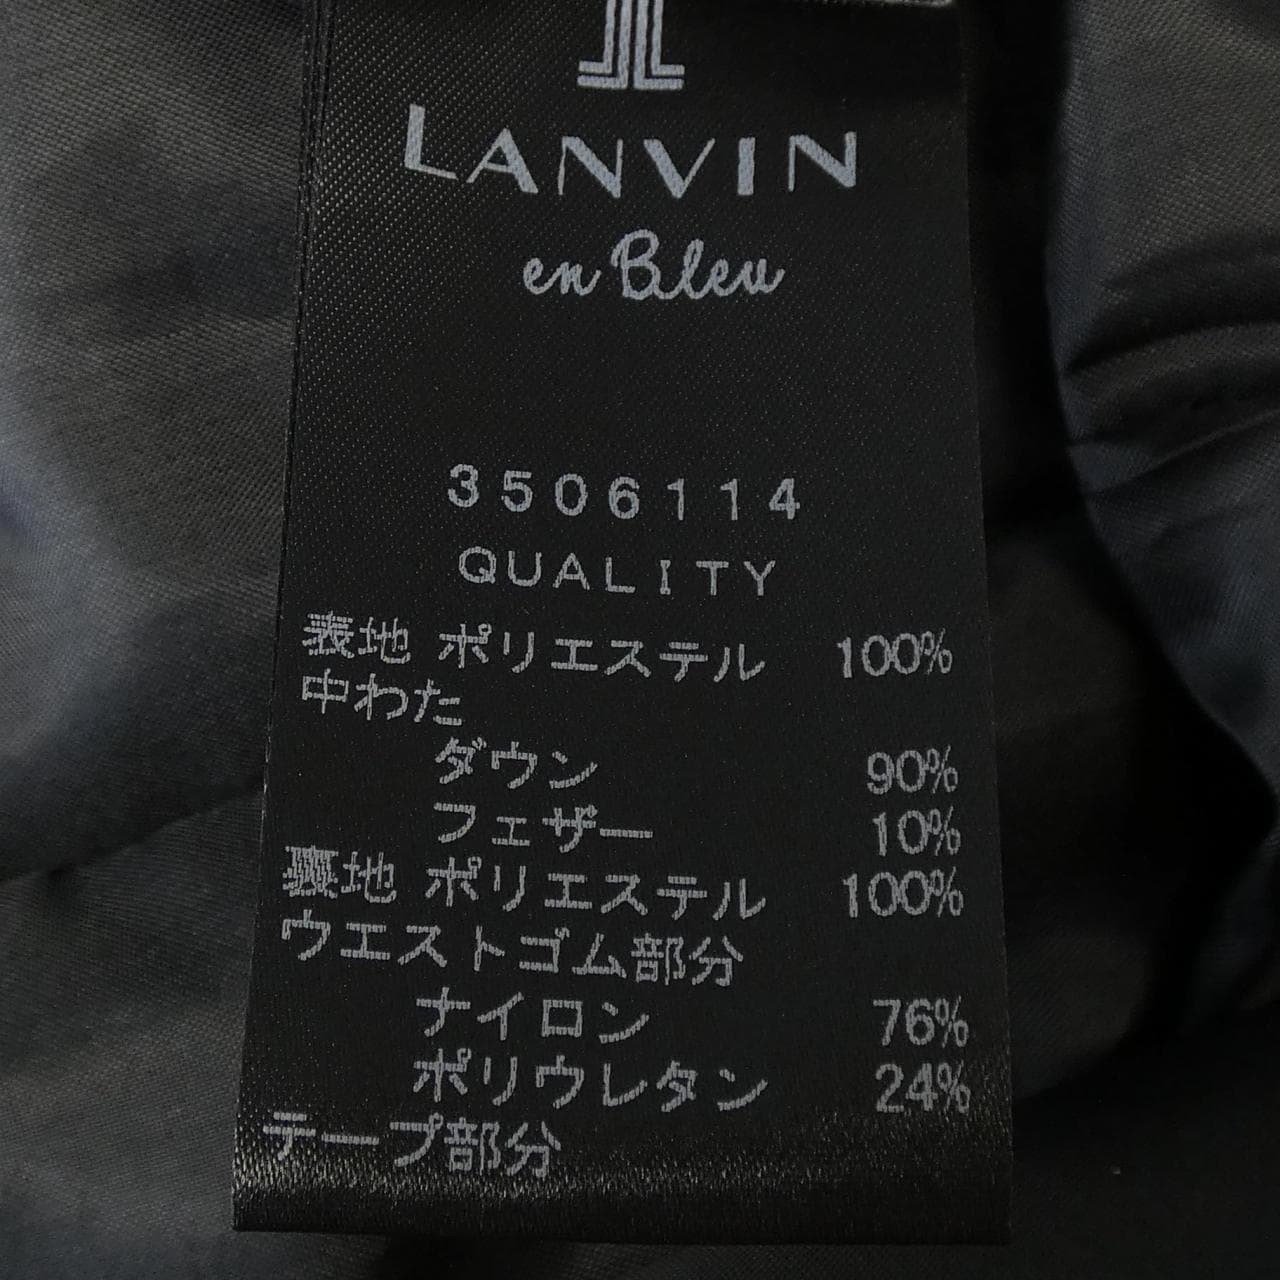 LANVIN
en Bleu
3506114
QUALITY
表地 ポリエステル 100%
中わた
ダウン 90%
フェザー 10%
裏地 ポリエステル 100%
ウエストゴム部分
ナイロン 76%
ポリウレタン 24%
テープ部分